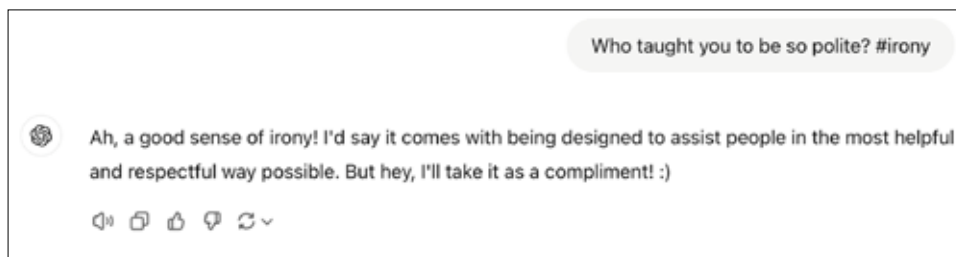 Who taught you to be so polite? #irony
Ah, a good sense of irony! I'd say it comes with being designed to assist people in the most helpful
and respectful way possible. But hey, I'll take it as a compliment! :)